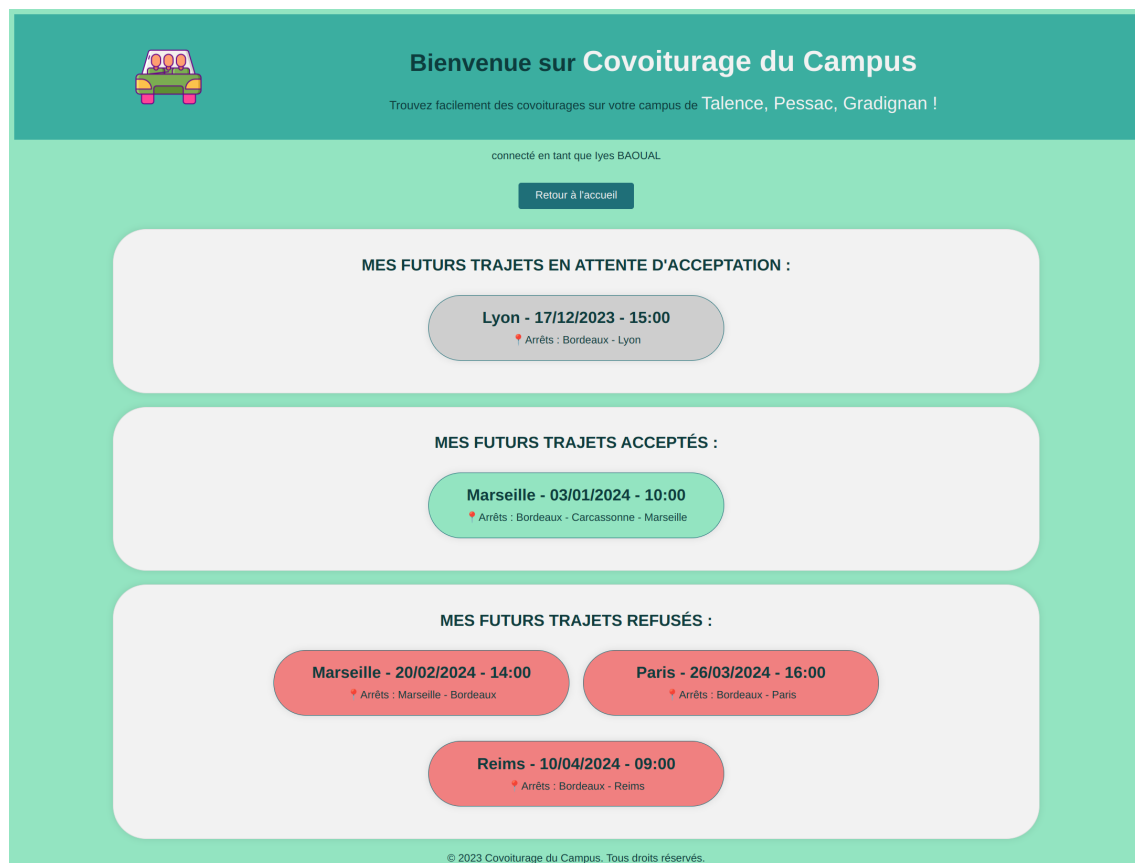 Bienvenue sur Covoiturage du Campus
Trouvez facilement des covoiturages sur votre campus de Talence, Pessac, Gradignan !
connecté en tant que Iyes BAOUAL
Retour à l'accueil
MES FUTURS TRAJETS EN ATTENTE D'ACCEPTATION :
Lyon - 17/12/2023 - 15:00
📍Arrêts : Bordeaux - Lyon
MES FUTURS TRAJETS ACCEPTÉS :
Marseille - 03/01/2024 - 10:00
📍Arrêts : Bordeaux - Carcassonne - Marseille
MES FUTURS TRAJETS REFUSÉS :
Marseille - 20/02/2024 - 14:00
📍Arrêts : Marseille - Bordeaux
Paris - 26/03/2024 - 16:00
📍Arrêts : Bordeaux - Paris
Reims - 10/04/2024 - 09:00
📍Arrêts : Bordeaux - Reims
© 2023 Covoiturage du Campus. Tous droits réservés.